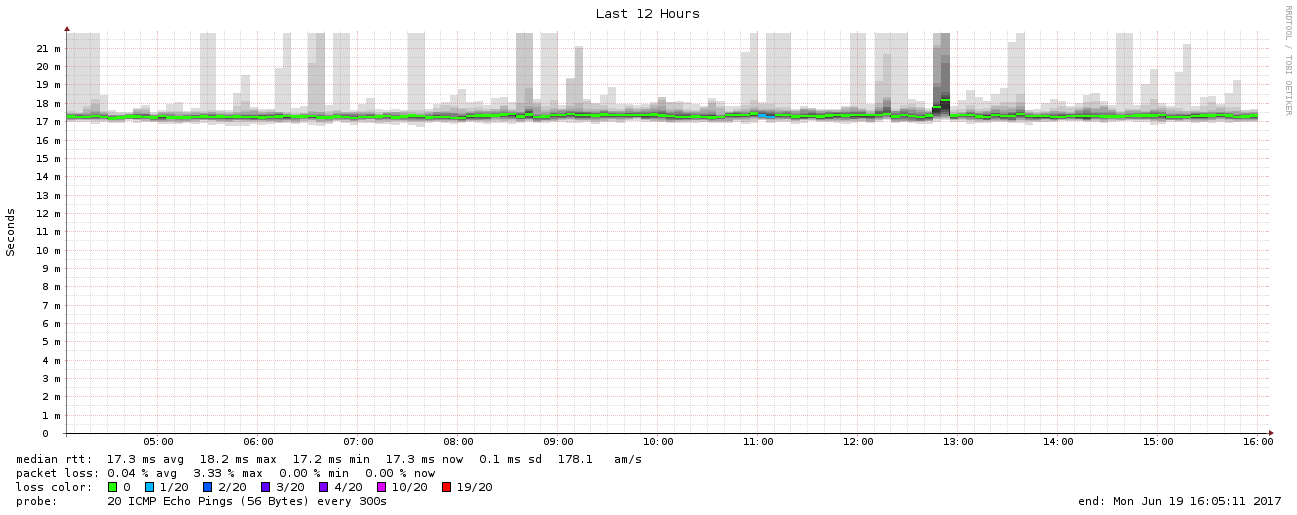 Last 12 Hours
RRDTOOL / TOBI OETIKER
21 m
20 m
19 m
18 m
17 m
16 m
15 m
14 m
13 m
12 m
11 m
10 m
9 m
8 m
7 m
6 m
5 m
4 m
3 m
2 m
1 m
0
Seconds
05:00 06:00 07:00 08:00 09:00 10:00 11:00 12:00 13:00 14:00 15:00 16:00
median rtt: 17.3 ms avg 18.2 ms max 17.2 ms min 17.3 ms now 0.1 ms sd 178.1 am/s
packet loss: 0.04 % avg 3.33 % max 0.00 % min 0.00 % now
loss color: 0 1/20 2/20 3/20 4/20 10/20 19/20
probe: 20 ICMP Echo Pings (56 Bytes) every 300s end: Mon Jun 19 16:05:11 2017